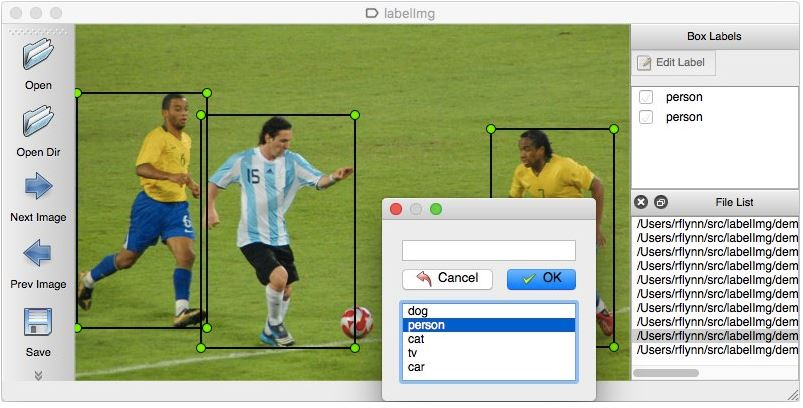 labelImg
Open
Open Dir
Next Image
Prev Image
Save
15
6
7
Cancel
OK
dog
person
cat
tv
car
Box Labels
Edit Label
person
person
File List
/Users/rflynn/src/labelImg/dem
/Users/rflynn/src/labelImg/dem
/Users/rflynn/src/labelImg/dem
/Users/rflynn/src/labelImg/dem
/Users/rflynn/src/labelImg/dem
/Users/rflynn/src/labelImg/dem
/Users/rflynn/src/labelImg/dem
/Users/rflynn/src/labelImg/dem
/Users/rflynn/src/labelImg/dem
/Users/rflynn/src/labelImg/dem